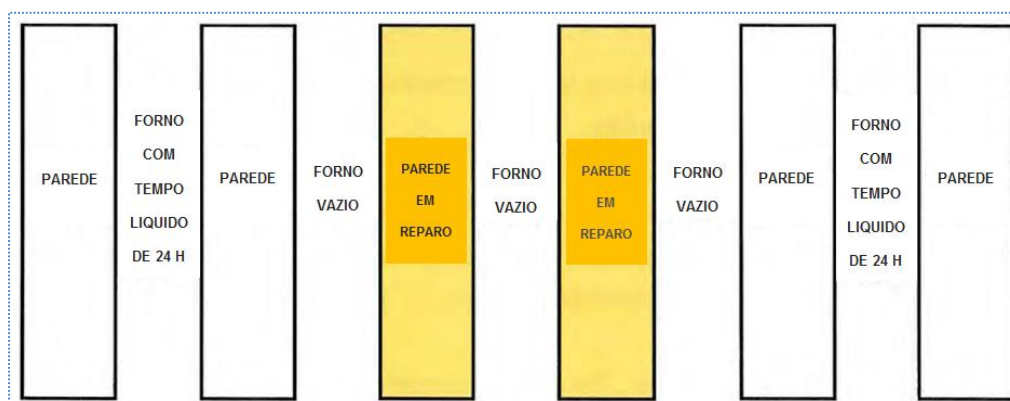 PAREDE
FORNO
COM
TEMPO
LIQUIDO
DE 24 H
PAREDE
FORNO
VAZIO
PAREDE
EM
REPARO
FORNO
VAZIO
PAREDE
EM
REPARO
FORNO
VAZIO
PAREDE
FORNO
COM
TEMPO
LIQUIDO
DE 24 H
PAREDE